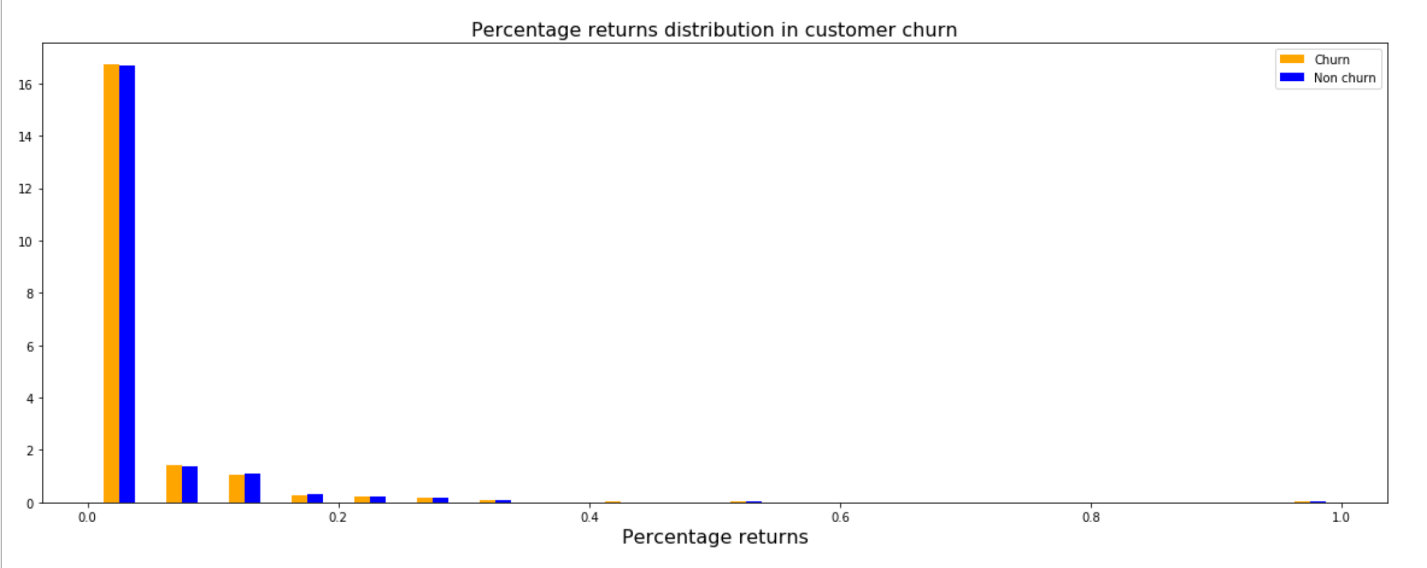 Percentage returns distribution in customer churn
Churn
Non churn
16
14
12
10
8
6
4
2
0
0.0 0.2 0.4 0.6 0.8 1.0
Percentage returns